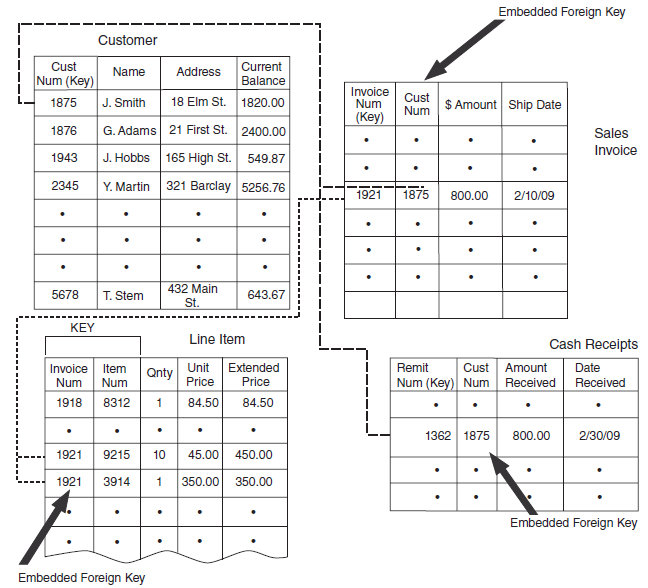 Embedded Foreign Key
Customer
Cust Num (Key) Name Address Current Balance
1875 J. Smith 18 Elm St. 1820.00
1876 G. Adams 21 First St. 2400.00
1943 J. Hobbs 165 High St. 549.87
2345 Y. Martin 321 Barclay 5256.76
• • • •
• • • •
• • • •
5678 T. Stem 432 Main St. 643.67
Sales
Invoice
Invoice Num (Key) Cust Num $ Amount Ship Date
• • • •
• • • •
1921 1875 800.00 2/10/09
• • • •
• • • •
• • • •
KEY
Line Item
Invoice Num Item Num Qnty Unit Price Extended Price
1918 8312 1 84.50 84.50
• • • • •
1921 9215 10 45.00 450.00
1921 3914 1 350.00 350.00
• • • • •
• • • • •
Embedded Foreign Key
Cash Receipts
Remit Num (Key) Cust Num Amount Received Date Received
• • • •
1362 1875 800.00 2/30/09
• • • •
• • • •
Embedded Foreign Key